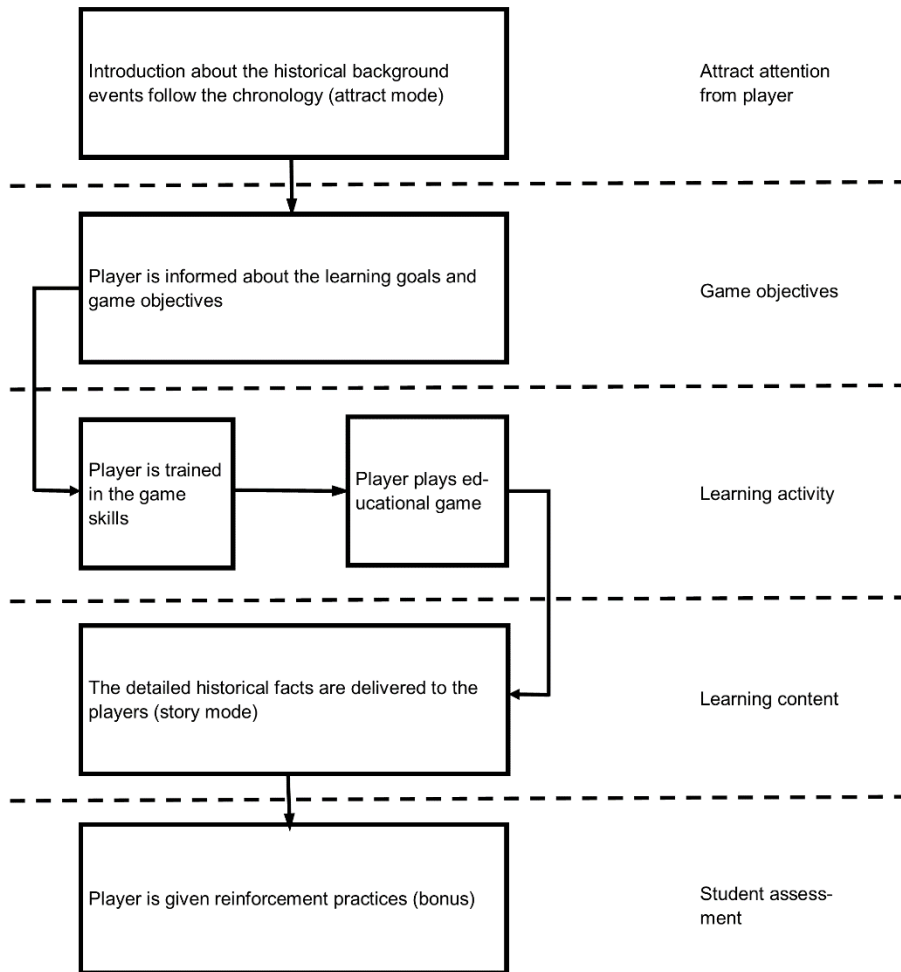 Introduction about the historical background
events follow the chronology (attract mode)
Attract attention
from player
Player is informed about the learning goals and
game objectives
Game objectives
Player is trained
in the game
skills
Player plays ed-
ucational game
Learning activity
The detailed historical facts are delivered to the
players (story mode)
Learning content
Player is given reinforcement practices (bonus)
Student assess-
ment